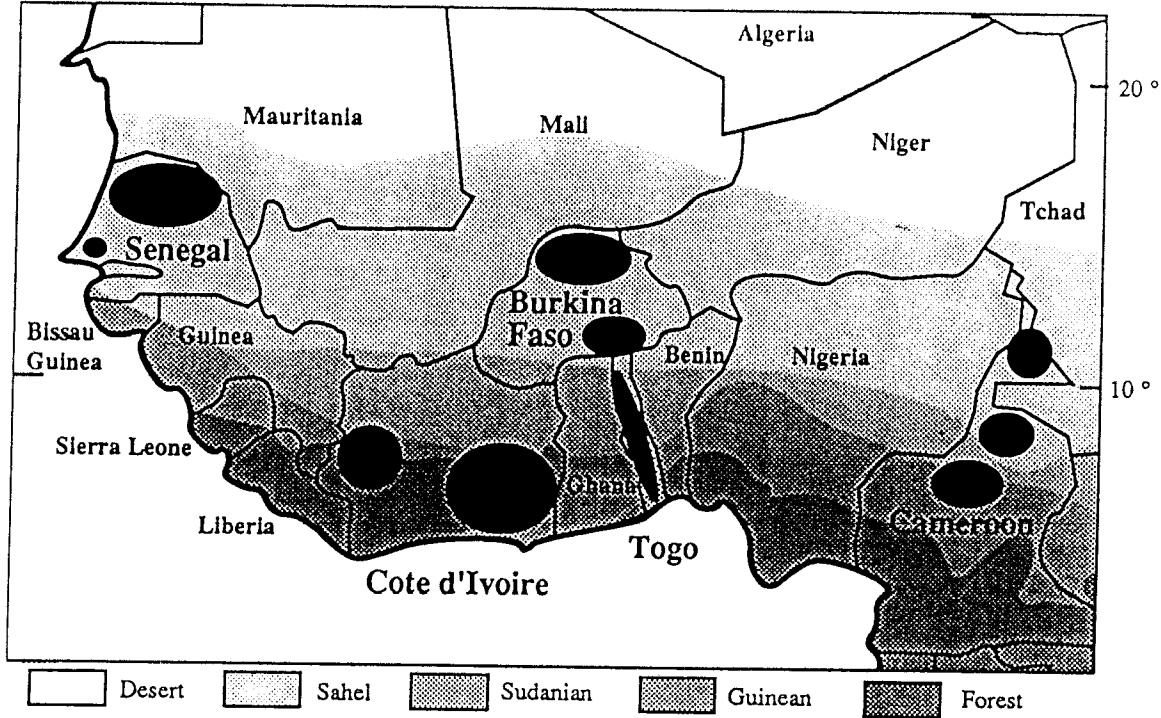 Algeria
20 °
Mauritania
Mali
Niger
Tchad
Senegal
Burkina
Faso
Bissau
Guinea
Guinea
Benin
Nigeria
10 °
Sierra Leone
Ghana
Liberia
Cameroon
Togo
Cote d'Ivoire
Desert
Sahel
Sudanian
Guinean
Forest